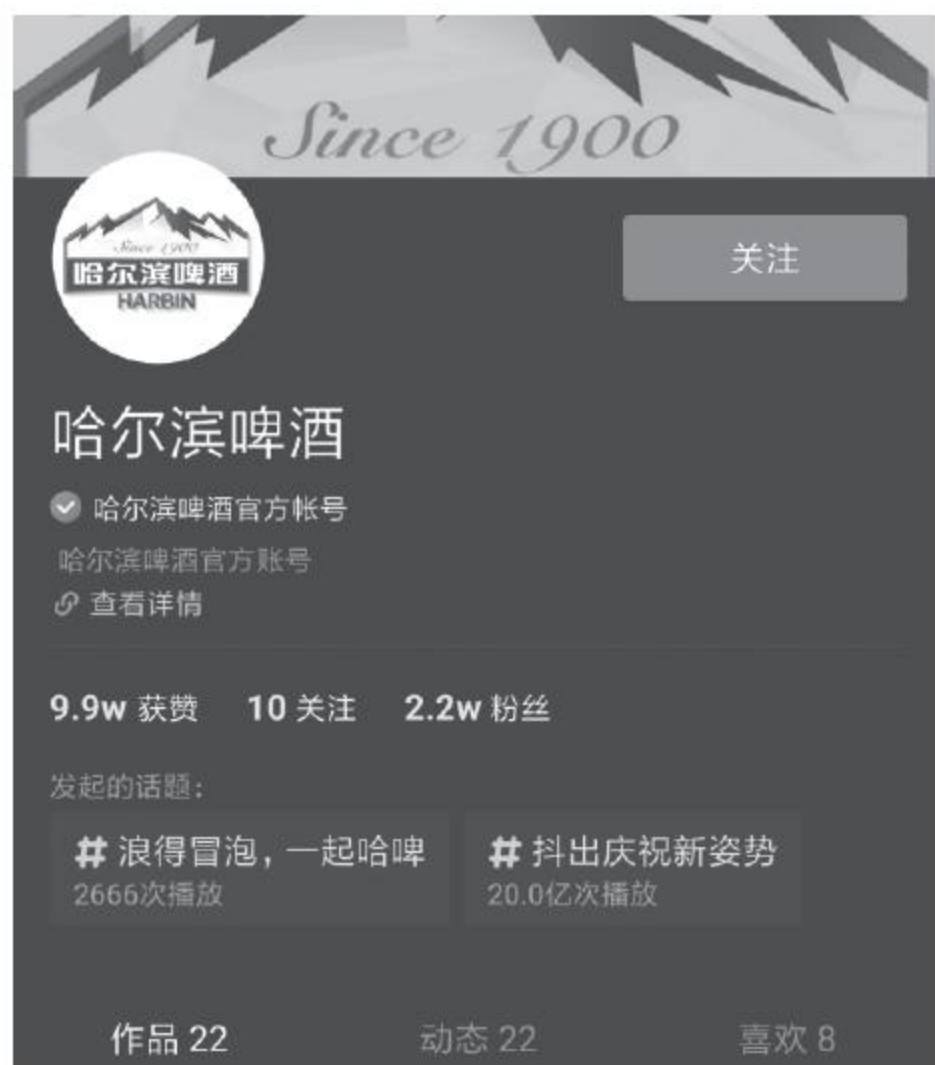 Since 1900
Since 1900
哈尔滨啤酒
HARBIN
关注
哈尔滨啤酒
哈尔滨啤酒官方帐号
哈尔滨啤酒官方账号
查看详情
9.9w 获赞 10 关注 2.2w 粉丝
发起的话题：
# 浪得冒泡，一起哈啤 # 抖出庆祝新姿势
2666次播放 20.0亿次播放
作品 22 动态 22 喜欢 8